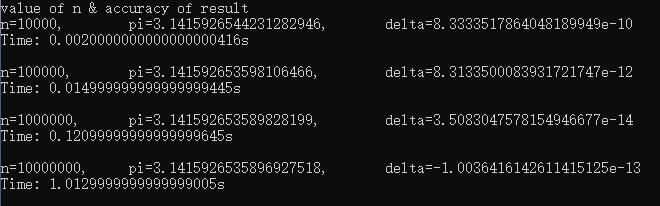 value of n & accuracy of result
n=10000,        pi=3.1415926544231282946,        delta=8.3333517864048189949e-10
Time: 0.0020000000000000000416s
n=100000,       pi=3.141592653598106466,         delta=8.3133500083931721747e-12
Time: 0.014999999999999999445s
n=1000000,      pi=3.141592653589828199,         delta=3.5083047578154946677e-14
Time: 0.12099999999999999645s
n=10000000,     pi=3.1415926535896927518,        delta=-1.0036416142611415125e-13
Time: 1.0129999999999999005s